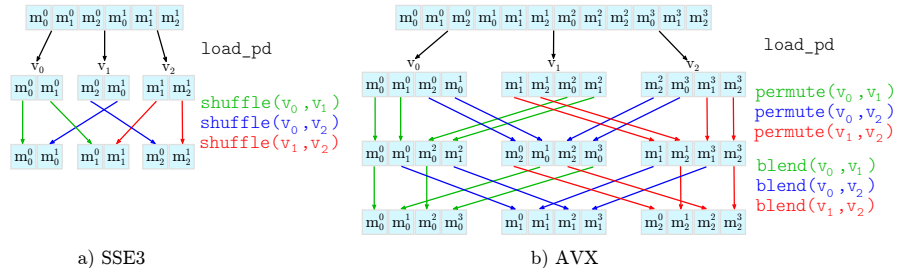 m₀⁰ m₁⁰ m₂⁰ m₀¹ m₁¹ m₂¹
load_pd
v₀ v₁ v₂
m₀⁰ m₁⁰ m₂⁰ m₀¹ m₁¹ m₂¹
shuffle(v₀,v₁)
shuffle(v₀,v₂)
shuffle(v₁,v₂)
m₀⁰ m₀¹ m₁⁰ m₁¹ m₂⁰ m₂¹
a) SSE3
m₀⁰ m₁⁰ m₂⁰ m₀¹ m₁¹ m₂¹ m₀² m₁² m₂² m₀³ m₁³ m₂³
load_pd
v₀ v₁ v₂
m₀⁰ m₁⁰ m₂⁰ m₀¹ m₁¹ m₂¹ m₀² m₁² m₂² m₀³ m₁³ m₂³
permute(v₀,v₁)
permute(v₀,v₂)
permute(v₁,v₂)
m₀⁰ m₀¹ m₀² m₁² m₂⁰ m₁⁰ m₂² m₀³ m₁¹ m₂¹ m₁³ m₂³
blend(v₀,v₁)
blend(v₀,v₂)
blend(v₁,v₂)
m₀⁰ m₀¹ m₀² m₀³ m₁⁰ m₁¹ m₁² m₁³ m₂⁰ m₂¹ m₂² m₂³
b) AVX